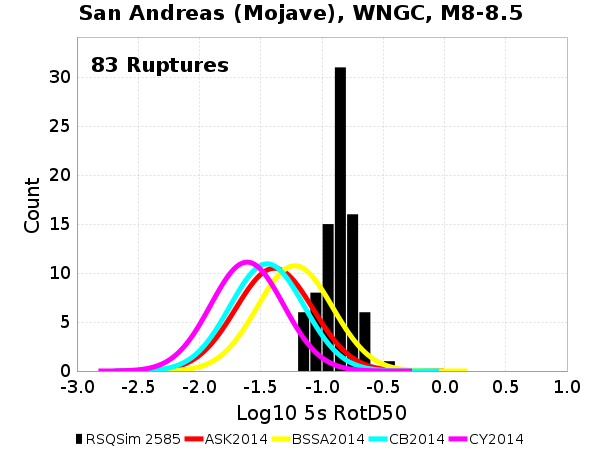 San Andreas (Mojave), WNGC, M8-8.5
83 Ruptures
Count
30
25
20
15
10
5
0
-3.0 -2.5 -2.0 -1.5 -1.0 -0.5 0.0 0.5 1.0
Log10 5s RotD50
RSQSim 2585 ASK2014 BSSA2014 CB2014 CY2014